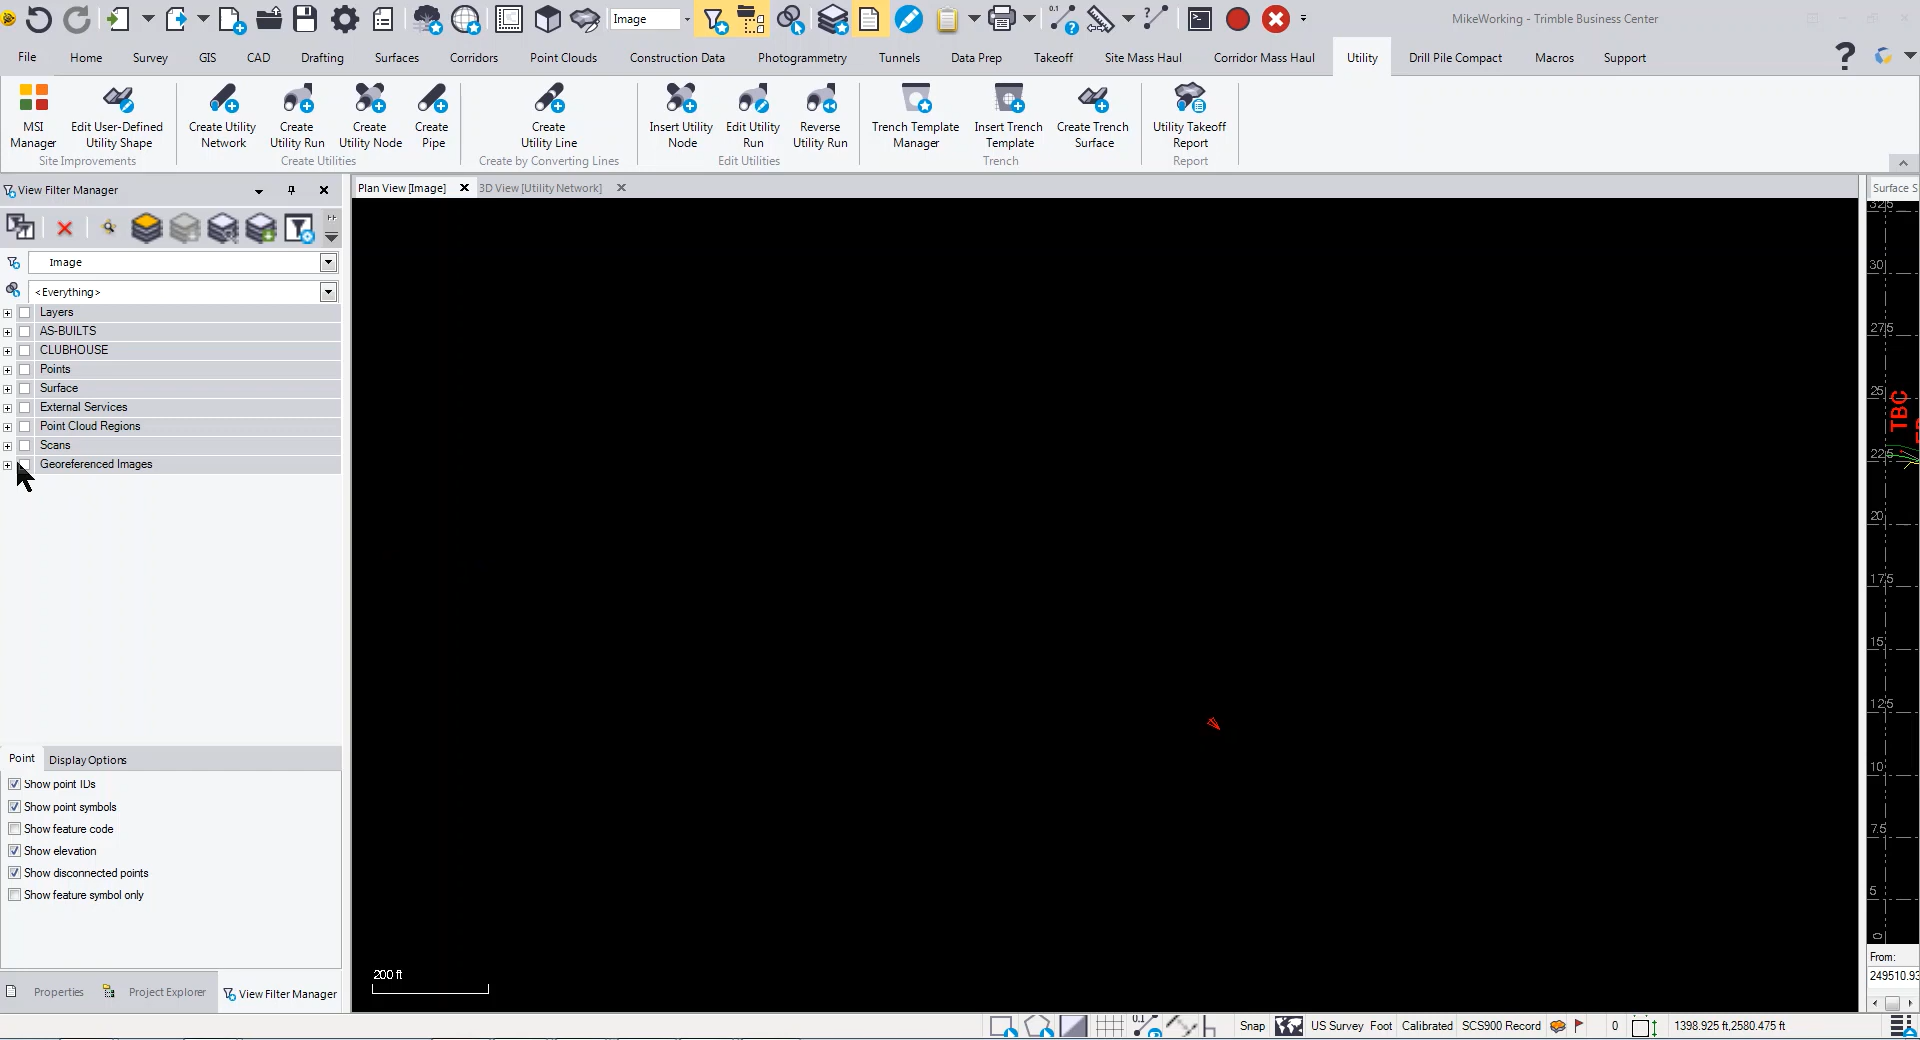 Image
MikeWorking - Trimble Business Center
File
Home
Survey
GIS
CAD
Drafting
Surfaces
Corridors
Point Clouds
Construction Data
Photogrammetry
Tunnels
Data Prep
Takeoff
Site Mass Haul
Corridor Mass Haul
Utility
Drill Pile Compact
Macros
Support
MSI
Manager
Edit User-Defined
Utility Shape
Site Improvements
Create Utility
Network
Create
Utility Run
Create
Utility Node
Create
Pipe
Create Utilities
Create
Utility Line
Create by Converting Lines
Insert Utility
Node
Edit Utility
Run
Reverse
Utility Run
Edit Utilities
Trench Template
Manager
Insert Trench
Template
Create Trench
Surface
Trench
Utility Takeoff
Report
Report
View Filter Manager
Image
<Everything>
Layers
AS-BUILTS
CLUBHOUSE
Points
Surface
External Services
Point Cloud Regions
Scans
Georeferenced Images
Point
Display Options
Show point IDs
Show point symbols
Show feature code
Show elevation
Show disconnected points
Show feature symbol only
Properties
Project Explorer
View Filter Manager
Plan View [Image]
3D View [Utility Network]
200 ft
Surface S
32.5
30
27.5
25
22.5
20
17.5
15
12.5
10
7.5
5
0
TBC
From:
249510.93
0.1
Snap
US Survey Foot
Calibrated
SCS900 Record
0
1398.925 ft,2580.475 ft